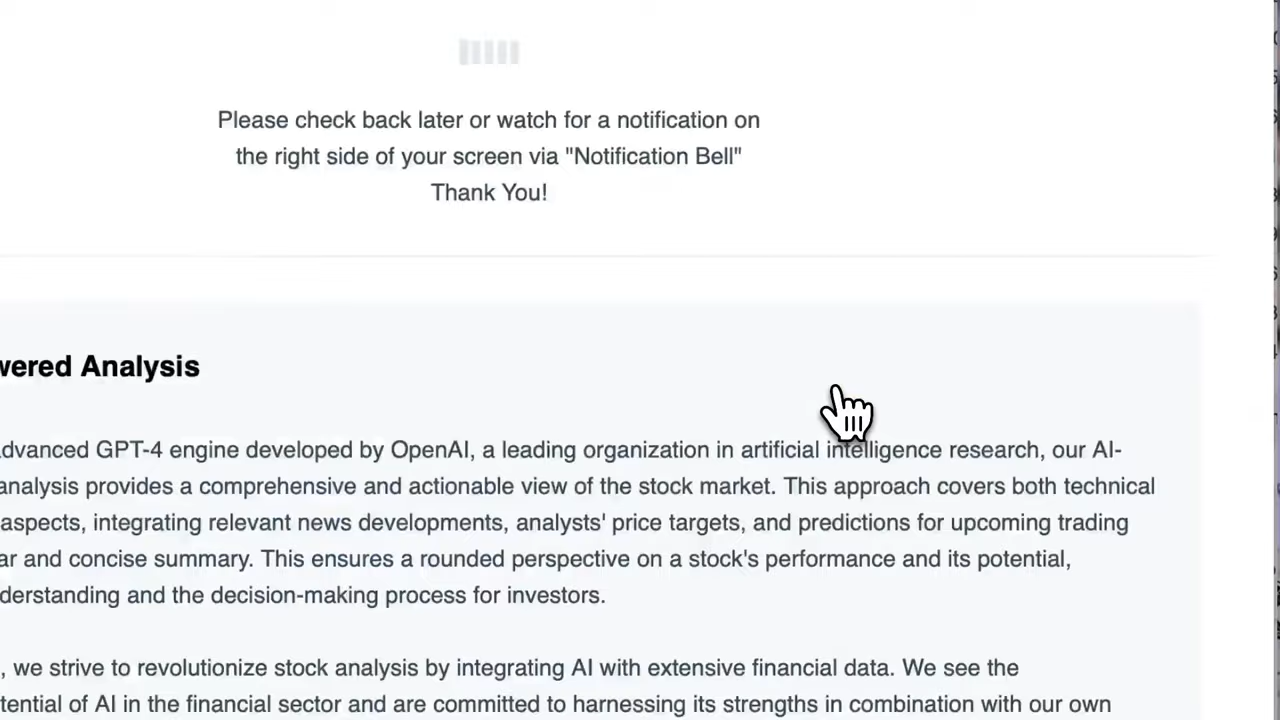 Please check back later or watch for a notification on
the right side of your screen via "Notification Bell"
Thank You!
wered Analysis
dvanced GPT-4 engine developed by OpenAI, a leading organization in artificial intelligence research, our AI-
analysis provides a comprehensive and actionable view of the stock market. This approach covers both technical
aspects, integrating relevant news developments, analysts' price targets, and predictions for upcoming trading
ar and concise summary. This ensures a rounded perspective on a stock's performance and its potential,
derstanding and the decision-making process for investors.
, we strive to revolutionize stock analysis by integrating AI with extensive financial data. We see the
tential of AI in the financial sector and are committed to harnessing its strengths in combination with our own